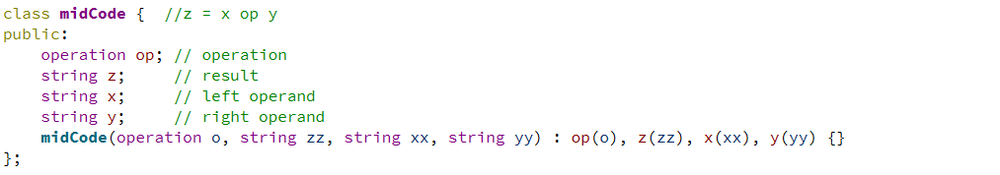 class midCode {  //z = x op y
public:
    operation op; // operation
    string z;     // result
    string x;     // left operand
    string y;     // right operand
    midCode(operation o, string zz, string xx, string yy) : op(o), z(zz), x(xx), y(yy) {}
};